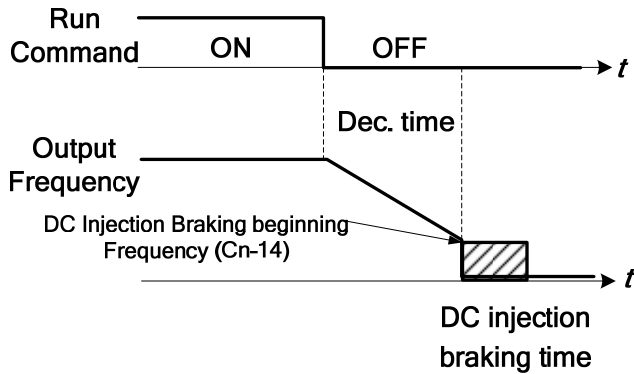 Run
Command
ON
OFF
t
Dec. time
Output
Frequency
DC Injection Braking beginning
Frequency (Cn-14)
t
DC injection
braking time